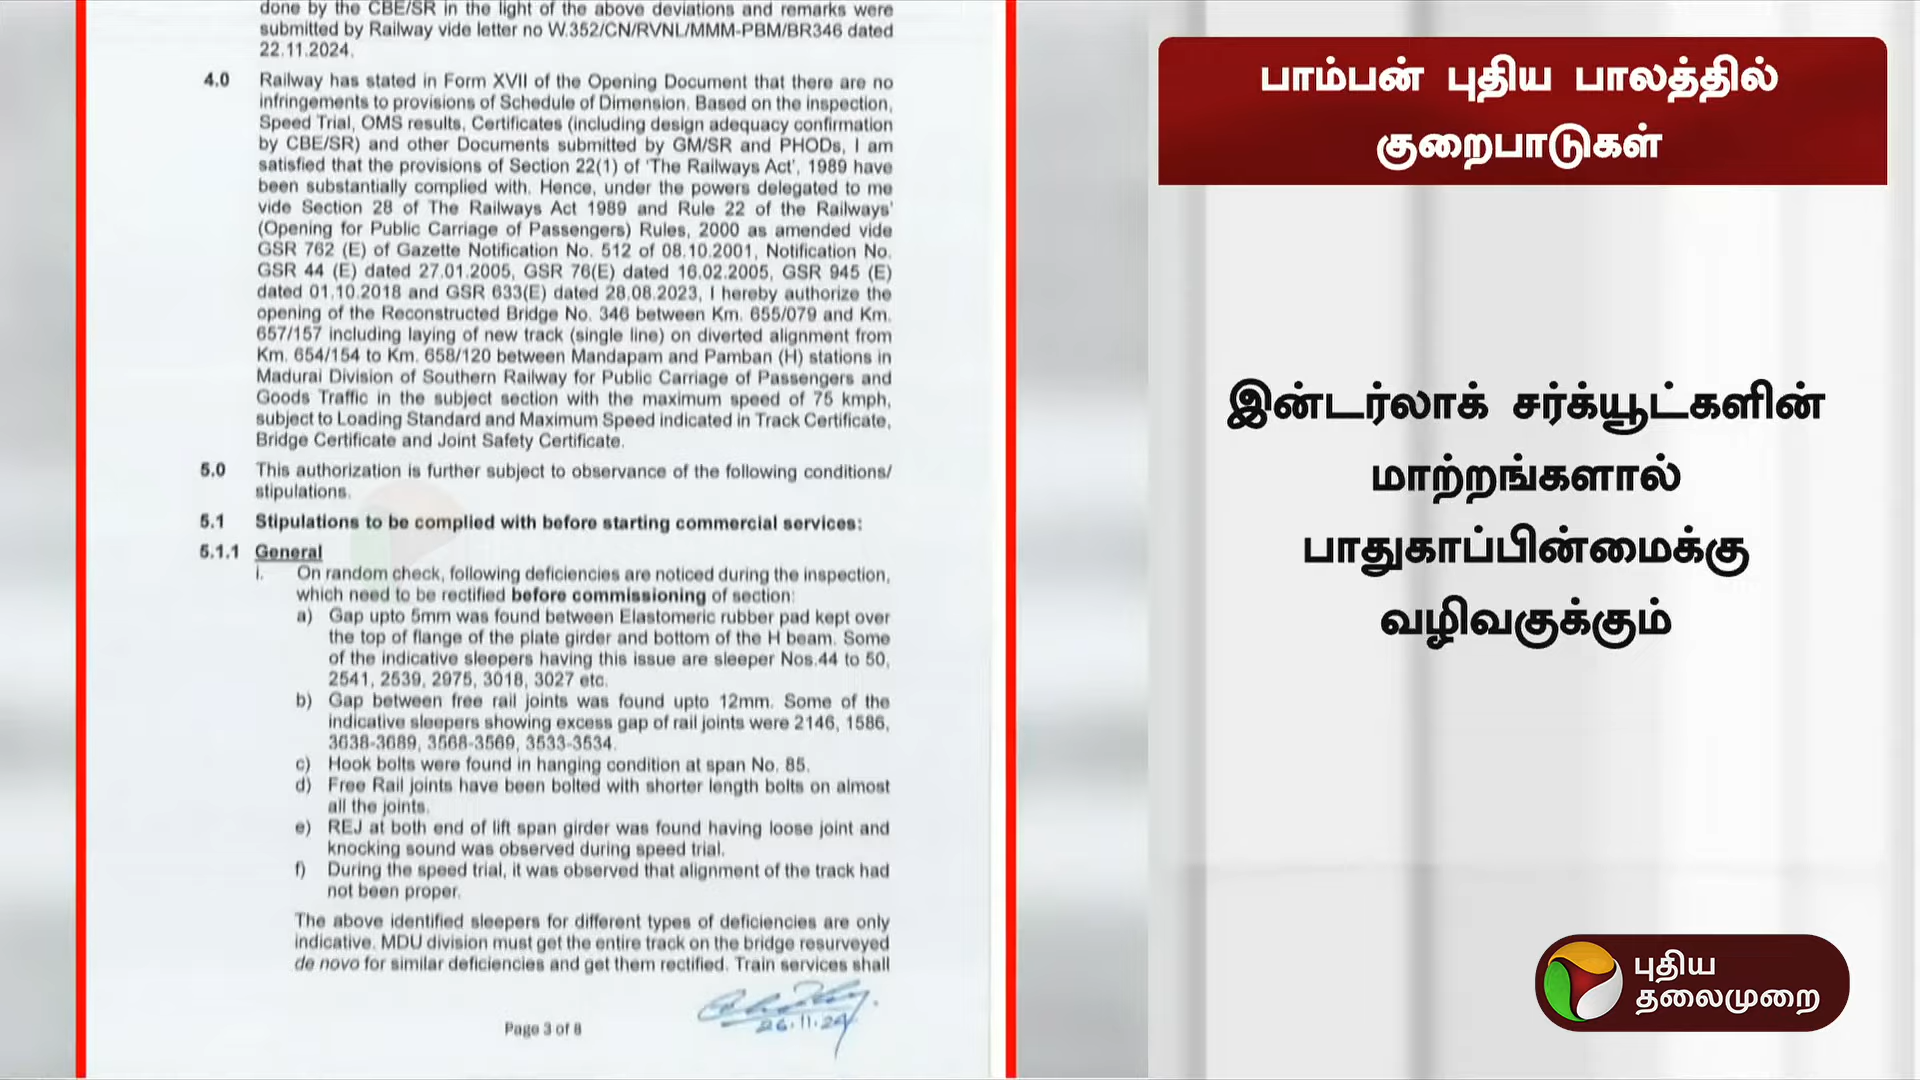 done by the CBE/SR in the light of the above deviations and remarks were
submitted by Railway vide letter no W.352/CN/RVNL/MMM-PBM/BR346 dated
22.11.2024.
4.0 Railway has stated in Form XVII of the Opening Document that there are no
infringements to provisions of Schedule of Dimension. Based on the inspection,
Speed Trial, OMS results, Certificates (including design adequacy confirmation
by CBE/SR) and other Documents submitted by GM/SR and PHODs, I am
satisfied that the provisions of Section 22(1) of 'The Railways Act', 1989 have
been substantially complied with. Hence, under the powers delegated to me
vide Section 28 of The Railways Act 1989 and Rule 22 of the Railways'
(Opening for Public Carriage of Passengers) Rules, 2000 as amended vide
GSR 762 (E) of Gazette Notification No. 512 of 08.10.2001, Notification No.
GSR 44 (E) dated 27.01.2005, GSR 76(E) dated 16.02.2005, GSR 945 (E)
dated 01.10.2018 and GSR 633(E) dated 28.08.2023, I hereby authorize the
opening of the Reconstructed Bridge No. 346 between Km. 655/079 and Km.
657/157 including laying of new track (single line) on diverted alignment from
Km. 654/154 to Km. 658/120 between Mandapam and Pamban (H) stations in
Madurai Division of Southern Railway for Public Carriage of Passengers and
Goods Traffic in the subject section with the maximum speed of 75 kmph,
subject to Loading Standard and Maximum Speed indicated in Track Certificate,
Bridge Certificate and Joint Safety Certificate.
5.0 This authorization is further subject to observance of the following conditions/
stipulations.
5.1 Stipulations to be complied with before starting commercial services:
5.1.1 General
i. On random check, following deficiencies are noticed during the inspection,
which need to be rectified before commissioning of section:
a) Gap upto 5mm was found between Elastomeric rubber pad kept over
the top of flange of the plate girder and bottom of the H beam. Some
of the indicative sleepers having this issue are sleeper Nos.44 to 50,
2541, 2539, 2975, 3018, 3027 etc.
b) Gap between free rail joints was found upto 12mm. Some of the
indicative sleepers showing excess gap of rail joints were 2146, 1586,
3638-3689, 3568-3569, 3533-3534.
c) Hook bolts were found in hanging condition at span No. 85.
d) Free Rail joints have been bolted with shorter length bolts on almost
all the joints.
e) REJ at both end of lift span girder was found having loose joint and
knocking sound was observed during speed trial.
f) During the speed trial, it was observed that alignment of the track had
not been proper.
The above identified sleepers for different types of deficiencies are only
indicative. MDU division must get the entire track on the bridge resurveyed
de novo for similar deficiencies and get them rectified. Train services shall
26.11.24
Page 3 of 8
பாம்பன் புதிய பாலத்தில்
குறைபாடுகள்
இன்டர்லாக் சர்க்யூட்களின்
மாற்றங்களால்
பாதுகாப்பின்மைக்கு
வழிவகுக்கும்
புதிய
தலைமுறை